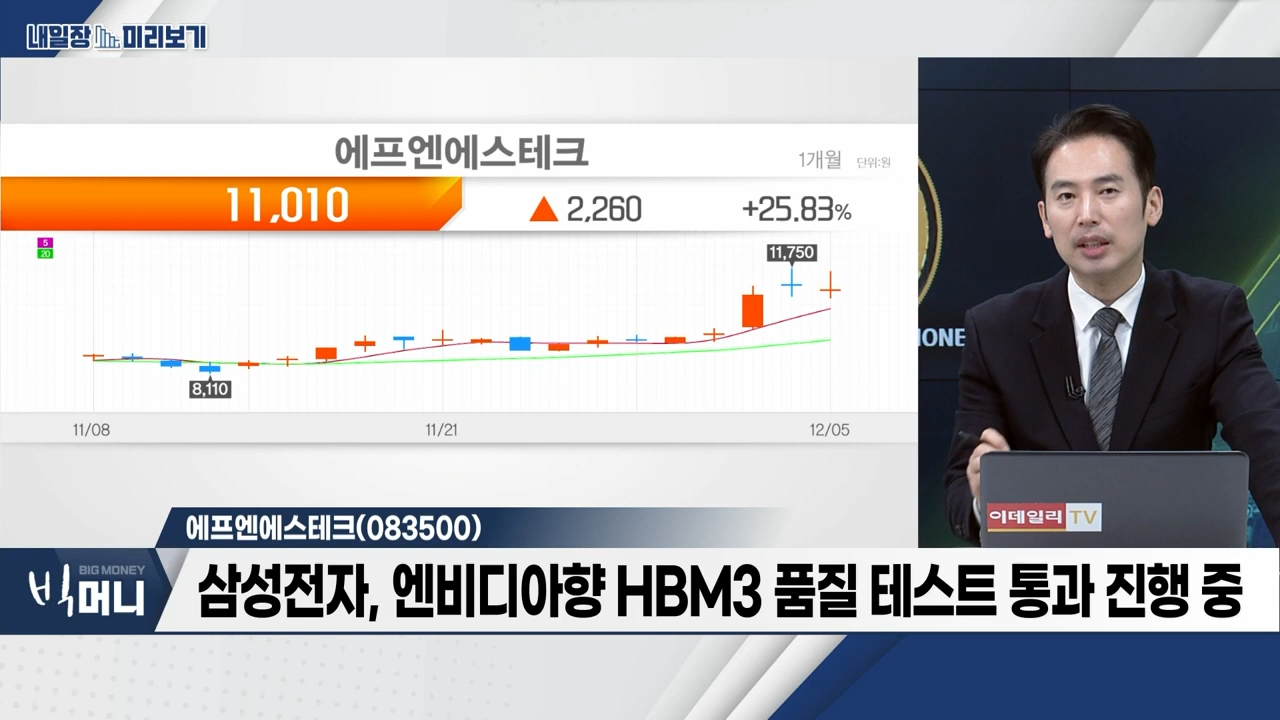 내일장 미리보기
에프엔에스테크
1개월 단위:원
11,010 ▲ 2,260 +25.83%
5
20
11,750
8,110
11/08 11/21 12/05
IONE
이데일리 TV
에프엔에스테크(083500)
BIG MONEY
빅머니
삼성전자, 엔비디아향 HBM3 품질 테스트 통과 진행 중